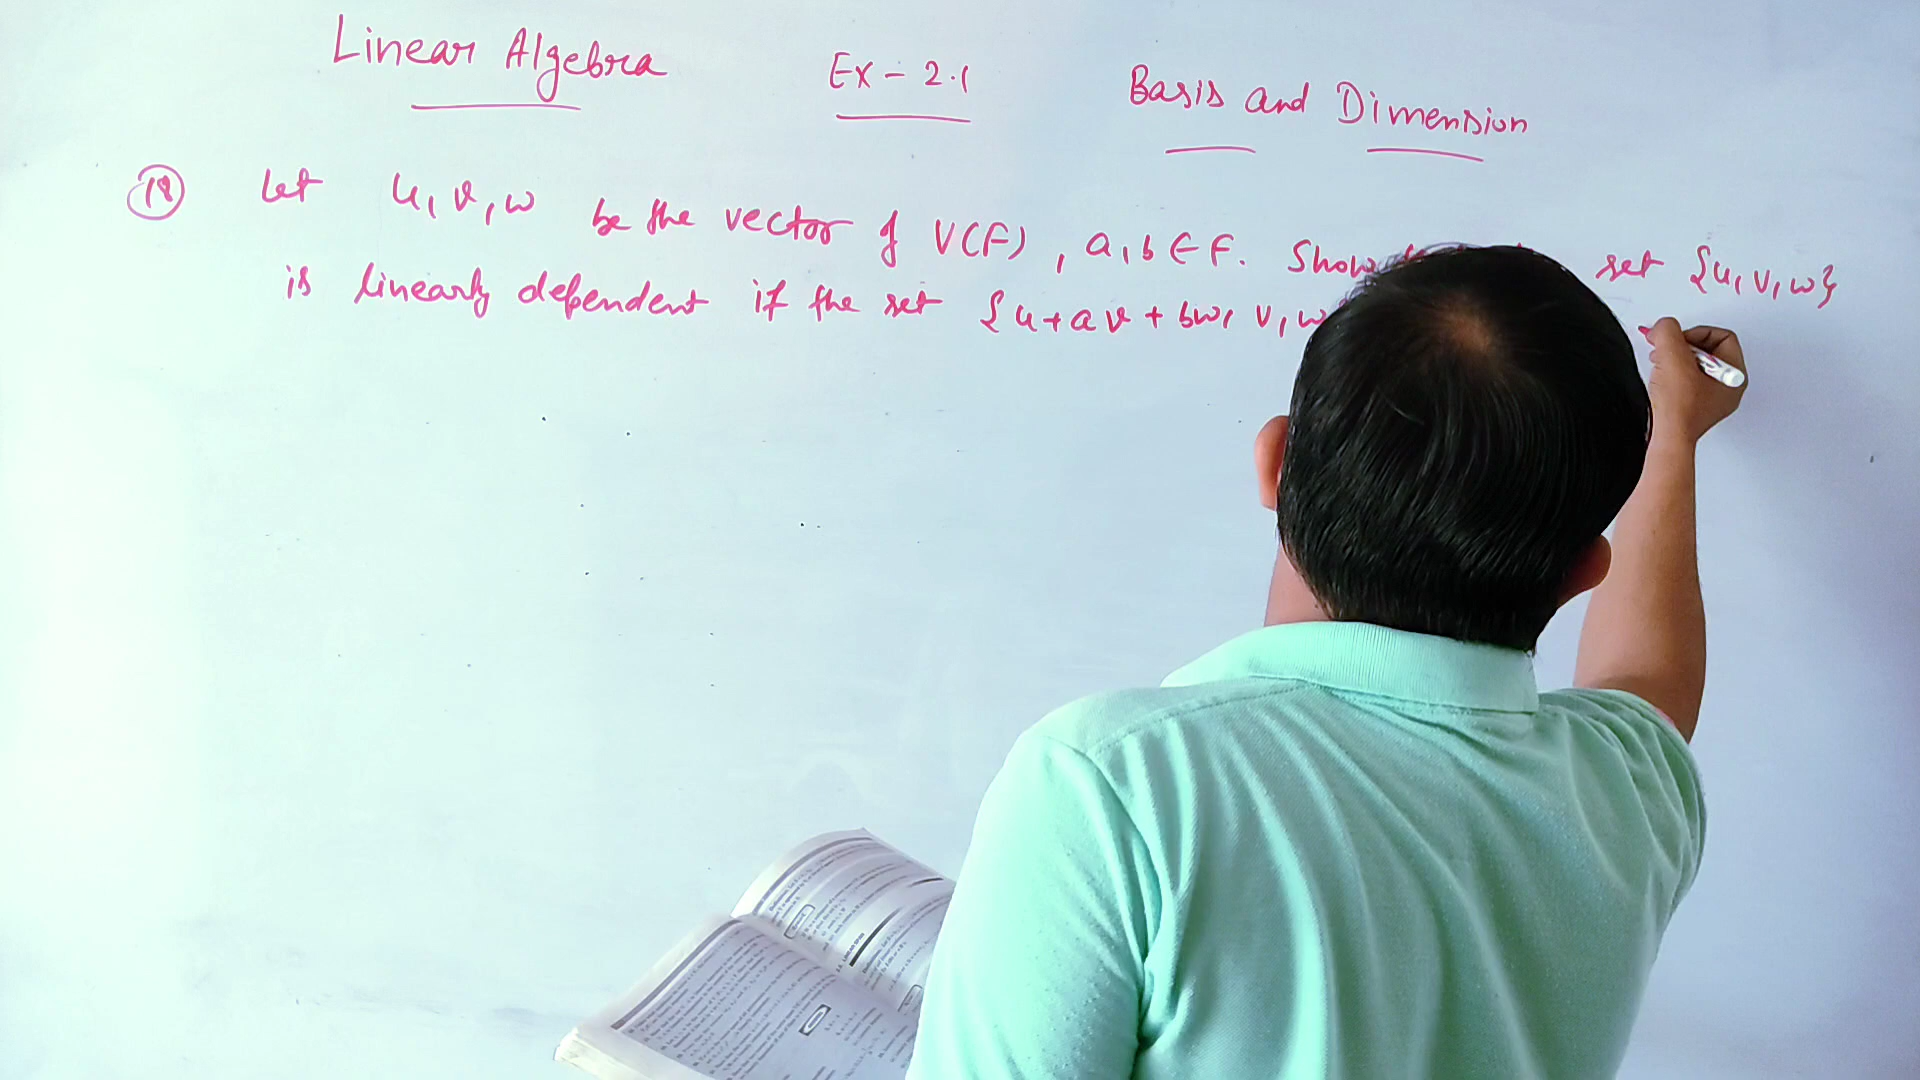 Linear Algebra Ex - 2.1 Basis and Dimension
18 Let u, v, w be the vector of V(F), a, b ∈ F. Show set {u, v, w}
is linearly dependent if the set {u + av + bw, v, w